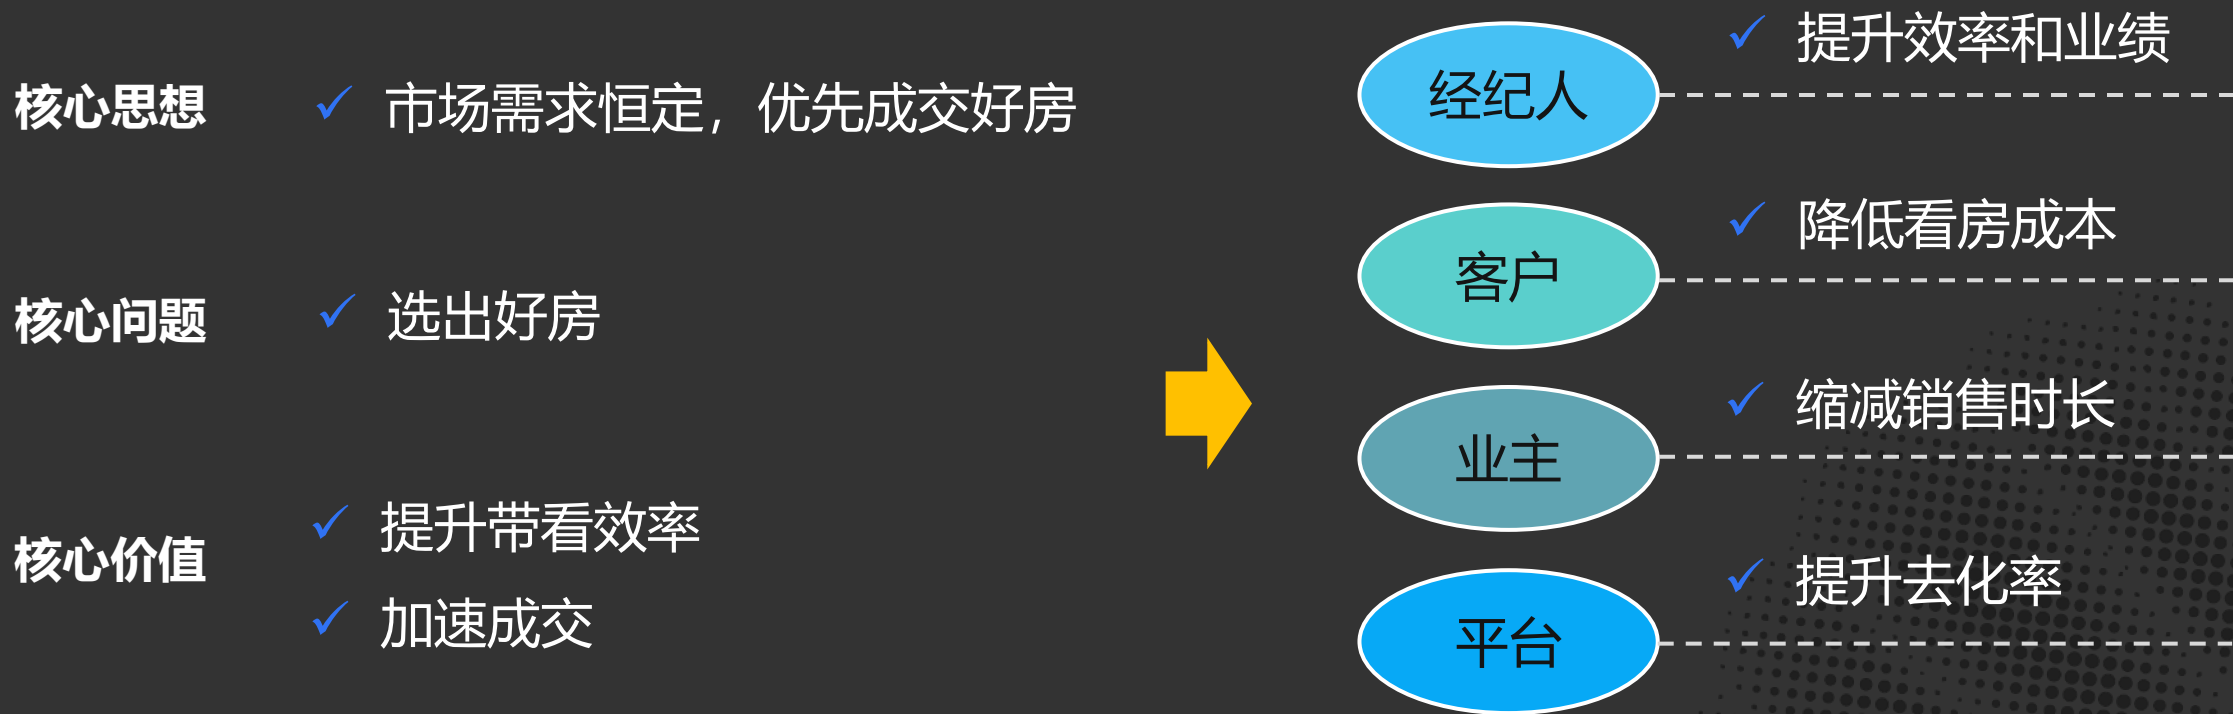 核心思想
市场需求恒定，优先成交好房
核心问题
选出好房
核心价值
提升带看效率
加速成交
经纪人
提升效率和业绩
客户
降低看房成本
业主
缩减销售时长
平台
提升去化率